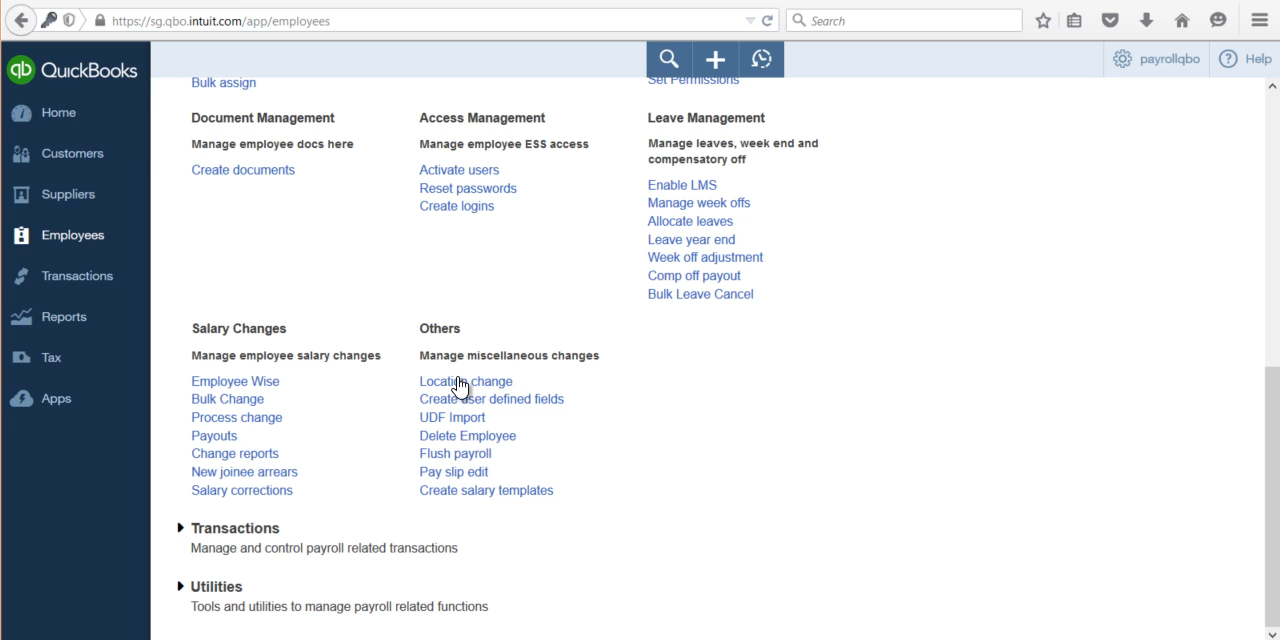 https://sg.qbo.intuit.com/app/employees
Search
QuickBooks
payrollqbo
Help
Home
Customers
Suppliers
Employees
Transactions
Reports
Tax
Apps
Bulk assign
Set Permissions
Document Management
Manage employee docs here
Create documents
Access Management
Manage employee ESS access
Activate users
Reset passwords
Create logins
Leave Management
Manage leaves, week end and
compensatory off
Enable LMS
Manage week offs
Allocate leaves
Leave year end
Week off adjustment
Comp off payout
Bulk Leave Cancel
Salary Changes
Manage employee salary changes
Employee Wise
Bulk Change
Process change
Payouts
Change reports
New joinee arrears
Salary corrections
Others
Manage miscellaneous changes
Location change
Create user defined fields
UDF Import
Delete Employee
Flush payroll
Pay slip edit
Create salary templates
Transactions
Manage and control payroll related transactions
Utilities
Tools and utilities to manage payroll related functions